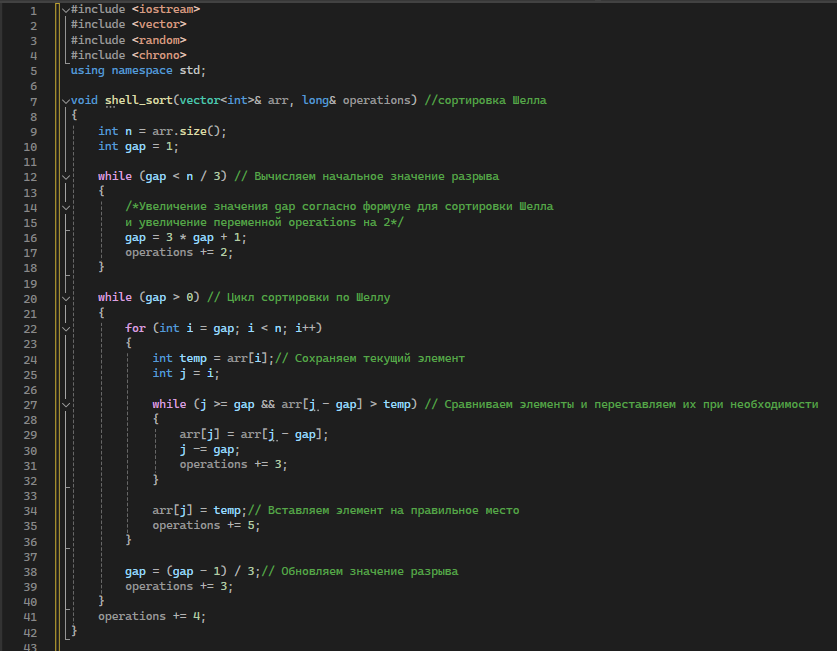 1 #include <iostream>
2 #include <vector>
3 #include <random>
4 #include <chrono>
5 using namespace std;
6
7 void shell_sort(vector<int>& arr, long& operations) //сортировка Шелла
8 {
9 int n = arr.size();
10 int gap = 1;
11
12 while (gap < n / 3) // Вычисляем начальное значение разрыва
13 {
14 /*Увеличение значения gap согласно формуле для сортировки Шелла
15 и увеличение переменной operations на 2*/
16 gap = 3 * gap + 1;
17 operations += 2;
18 }
19
20 while (gap > 0) // Цикл сортировки по Шеллу
21 {
22 for (int i = gap; i < n; i++)
23 {
24 int temp = arr[i];// Сохраняем текущий элемент
25 int j = i;
26
27 while (j >= gap && arr[j - gap] > temp) // Сравниваем элементы и переставляем их при необходимости
28 {
29 arr[j] = arr[j - gap];
30 j -= gap;
31 operations += 3;
32 }
33
34 arr[j] = temp;// Вставляем элемент на правильное место
35 operations += 5;
36 }
37
38 gap = (gap - 1) / 3;// Обновляем значение разрыва
39 operations += 3;
40 }
41 operations += 4;
42 }
43